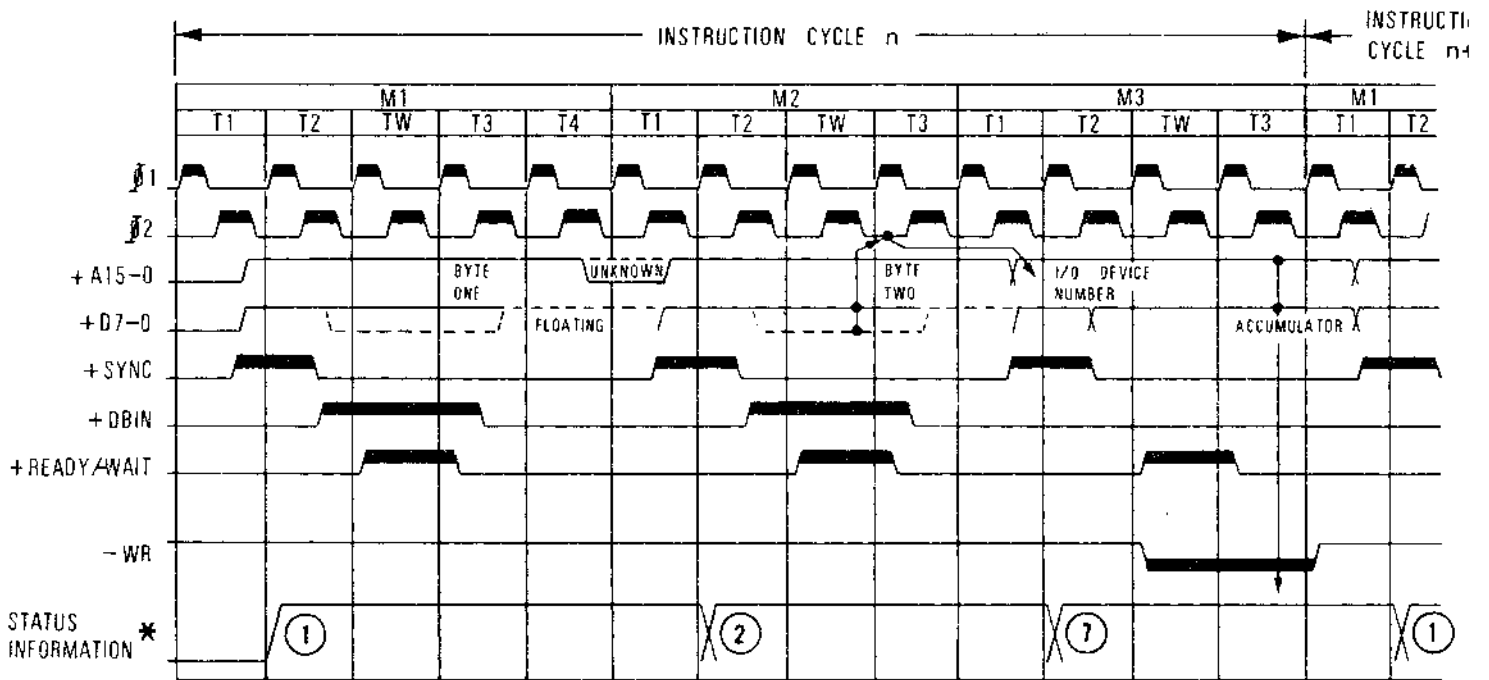 INSTRUCTION CYCLE n
INSTRUCTI
CYCLE n+
M1 M2 M3 M1
T1 T2 TW T3 T4 T1 T2 TW T3 T1 T2 TW T3 T1 T2
ϕ1
ϕ2
+A15-0
BYTE
ONE
UNKNOWN
BYTE
TWO
I/O DEVICE
NUMBER
+D7-0
FLOATING
ACCUMULATOR
+SYNC
+DBIN
+READY/WAIT
-WR
STATUS
INFORMATION *
1 2 7 1